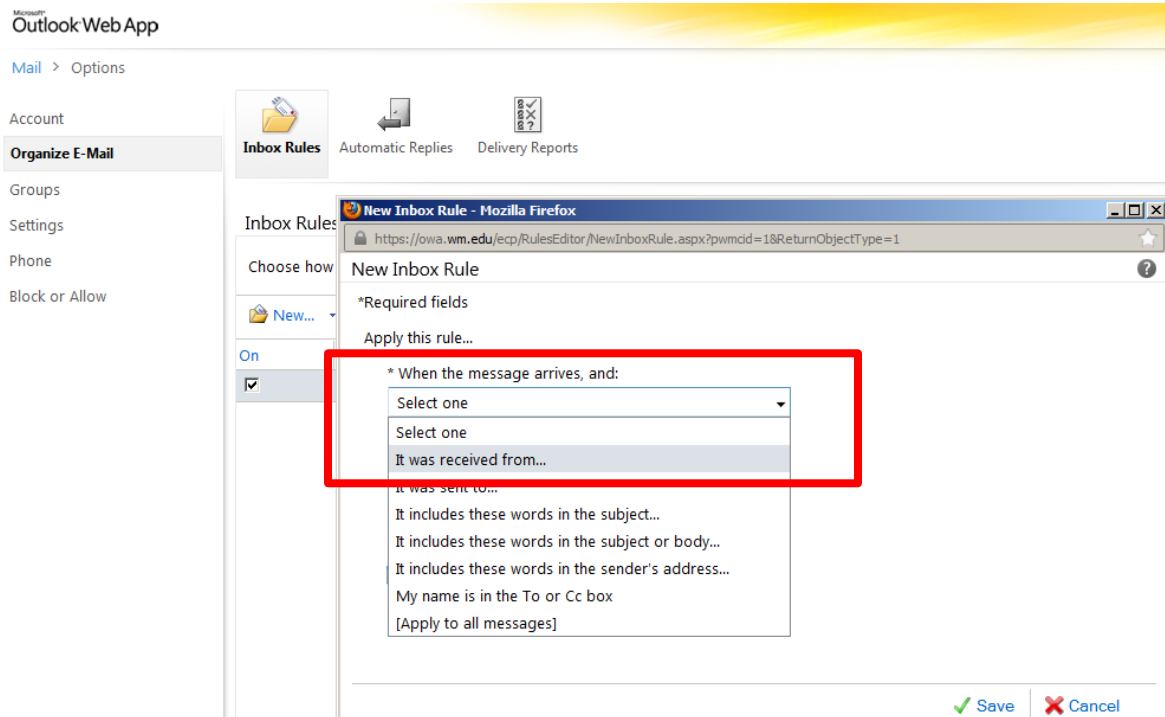 Microsoft®
Outlook Web App
Mail > Options
Account
Organize E-Mail
Groups
Settings
Phone
Block or Allow
Inbox Rules
Automatic Replies
Delivery Reports
Inbox Rules
Choose how
New...
On
New Inbox Rule - Mozilla Firefox
https://owa.wm.edu/ecp/RulesEditor/NewInboxRule.aspx?pwmcid=1&ReturnObjectType=1
New Inbox Rule
*Required fields
Apply this rule...
* When the message arrives, and:
Select one
Select one
It was received from...
It was sent to...
It includes these words in the subject...
It includes these words in the subject or body...
It includes these words in the sender's address...
My name is in the To or Cc box
[Apply to all messages]
Save
Cancel